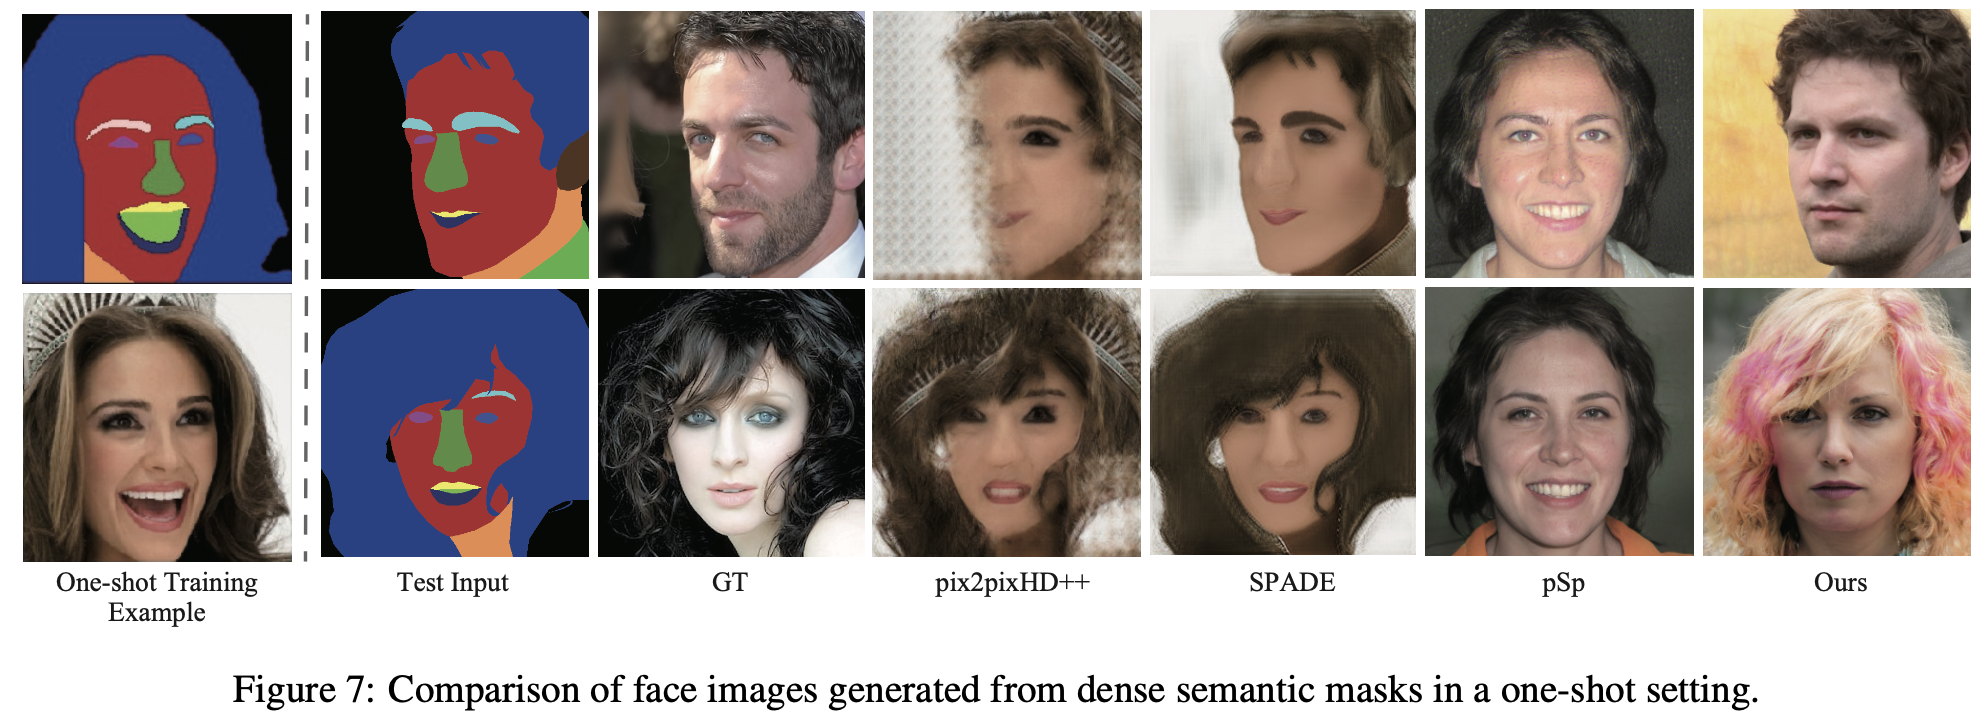 One-shot Training
Example
Test Input
GT
pix2pixHD++
SPADE
pSp
Ours
Figure 7: Comparison of face images generated from dense semantic masks in a one-shot setting.